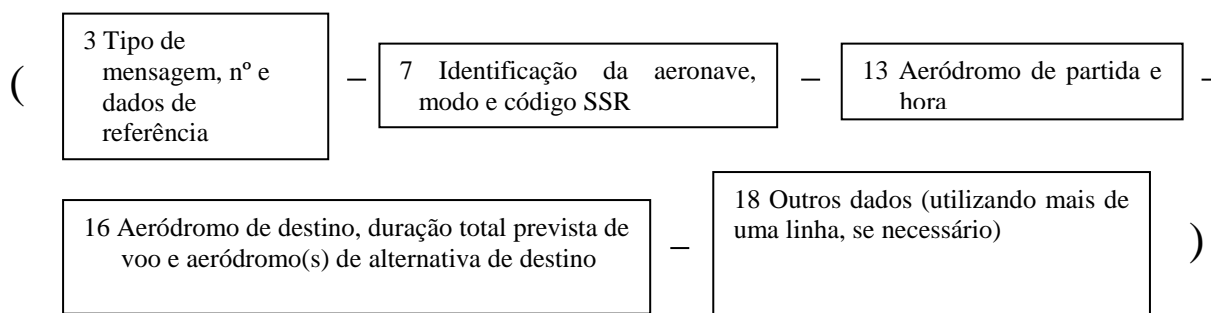 (
3 Tipo de
mensagem, nº e
dados de
referência
–
7 Identificação da aeronave,
modo e código SSR
–
13 Aeródromo de partida e
hora
–
16 Aeródromo de destino, duração total prevista de
voo e aeródromo(s) de alternativa de destino
–
18 Outros dados (utilizando mais de
uma linha, se necessário)
)